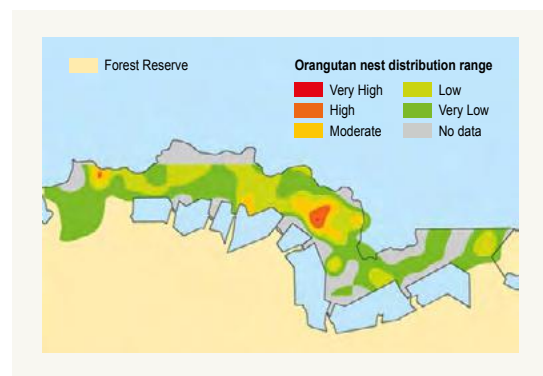 Forest Reserve
Orangutan nest distribution range
Very High
High
Moderate
Low
Very Low
No data